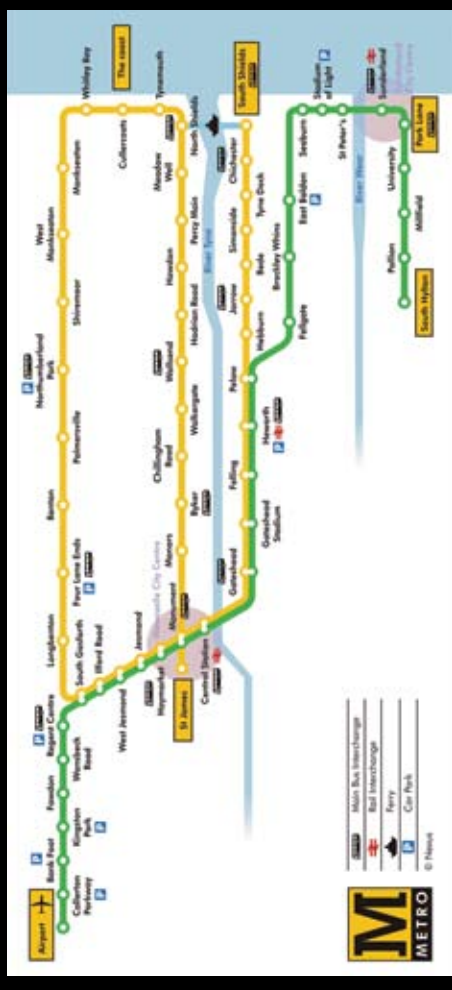 Airport
Callerton
Parkway
Bank Foot
Kingston
Park
Fawdon
Wansbeck
Road
Regent Centre
South Gosforth
Longbenton
Four Lane Ends
Benton
Palmersville
Northumberland
Park
Shiremoor
West
Monkseaton
Monkseaton
Whitley Bay
The coast
Cullercoats
Tynemouth
North Shields
Meadow
Well
Percy Main
Howdon
Hadrian Road
Wallsend
Walkergate
Chillingham
Road
Byker
Manors
Monument
St James
Ilford Road
West Jesmond
Jesmond
Haymarket
Newcastle City Centre
Central Station
Gateshead
Gateshead
Stadium
Felling
Heworth
Pelaw
Hebburn
Jarrow
Bede
Simonside
Tyne Dock
Chichester
South Shields
River Tyne
Fellgate
Brockley Whins
East Boldon
Seaburn
Stadium
of Light
St Peter's
River Wear
Sunderland
Sunderland
City Centre
Park Lane
University
Millfield
Pallion
South Hylton
M
METRO
Main Bus Interchange
Rail Interchange
Ferry
P Car Park
© Nexus